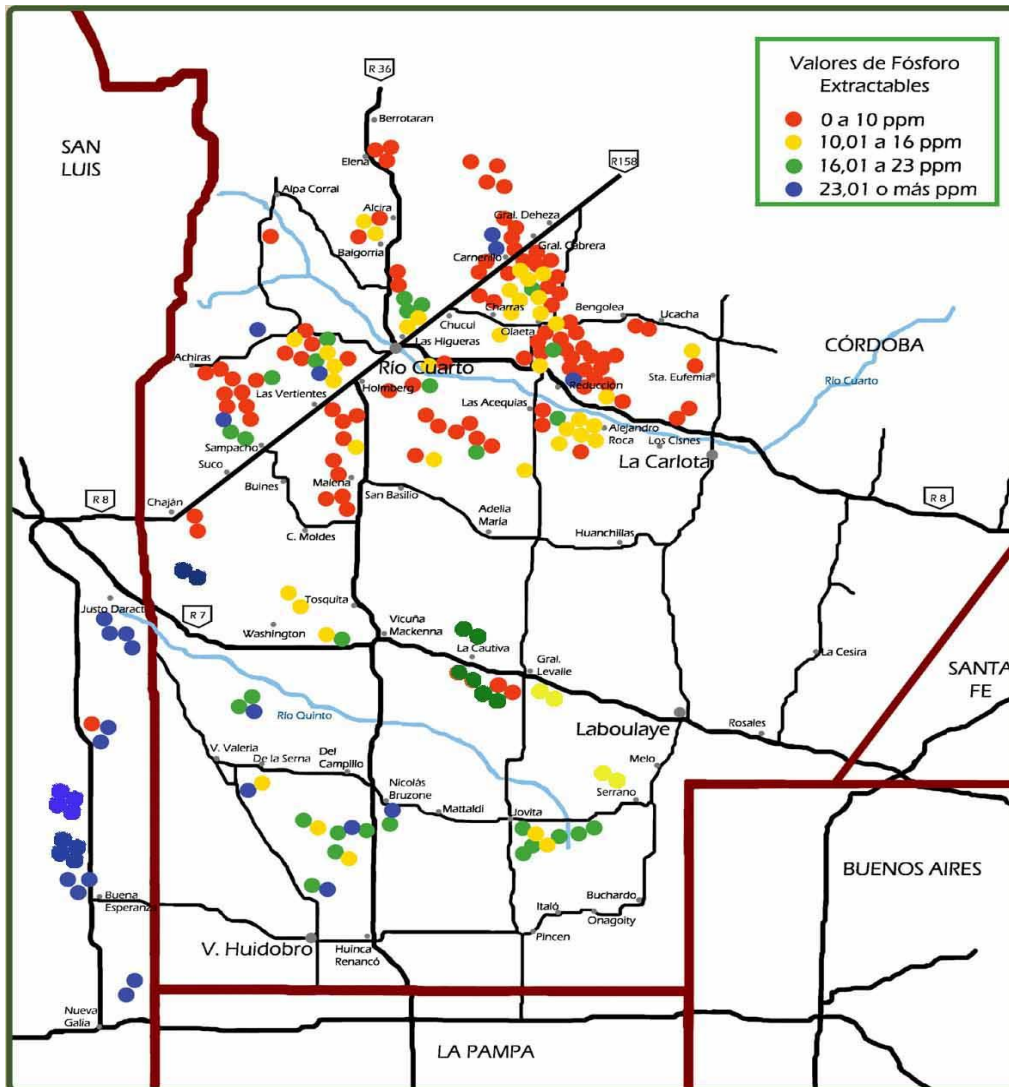 Valores de Fósforo
Extractables
0 a 10 ppm
10,01 a 16 ppm
16,01 a 23 ppm
23,01 o más ppm
R 36
Berrotaran
SAN
LUIS
Elena
R158
Alpa Corral
Alcira
Gral. Deheza
Baigorria
Gral. Cabrera
Carnerillo
Charras
Bengolea
Ucacha
Chucul
Olaeta
Las Higueras
CÓRDOBA
Achiras
Río Cuarto
Río Cuarto
Holmberg
Reducción
Sta. Eufemia
Las Vertientes
Las Acequias
Alejandro
Roca
Los Cisnes
Sampacho
La Carlota
Suco
Bulnes
Malena
San Basilio
R 8
Chaján
Adelia
María
R 8
C. Moldes
Huanchillas
Justo Daract
R 7
Tosquita
Washington
Vicuña
Mackenna
La Cautiva
Gral.
Levalle
La Cesira
SANTA
FE
Río Quinto
Laboulaye
Rosales
V. Valeria
De la Serna
Del
Campillo
Melo
Nicolás
Bruzone
Serrano
Mattaldi
Jovita
BUENOS AIRES
Buena
Esperanza
Buchardo
Italó
Onagoity
V. Huidobro
Huinca
Renancó
Pincen
Nueva
Galia
LA PAMPA